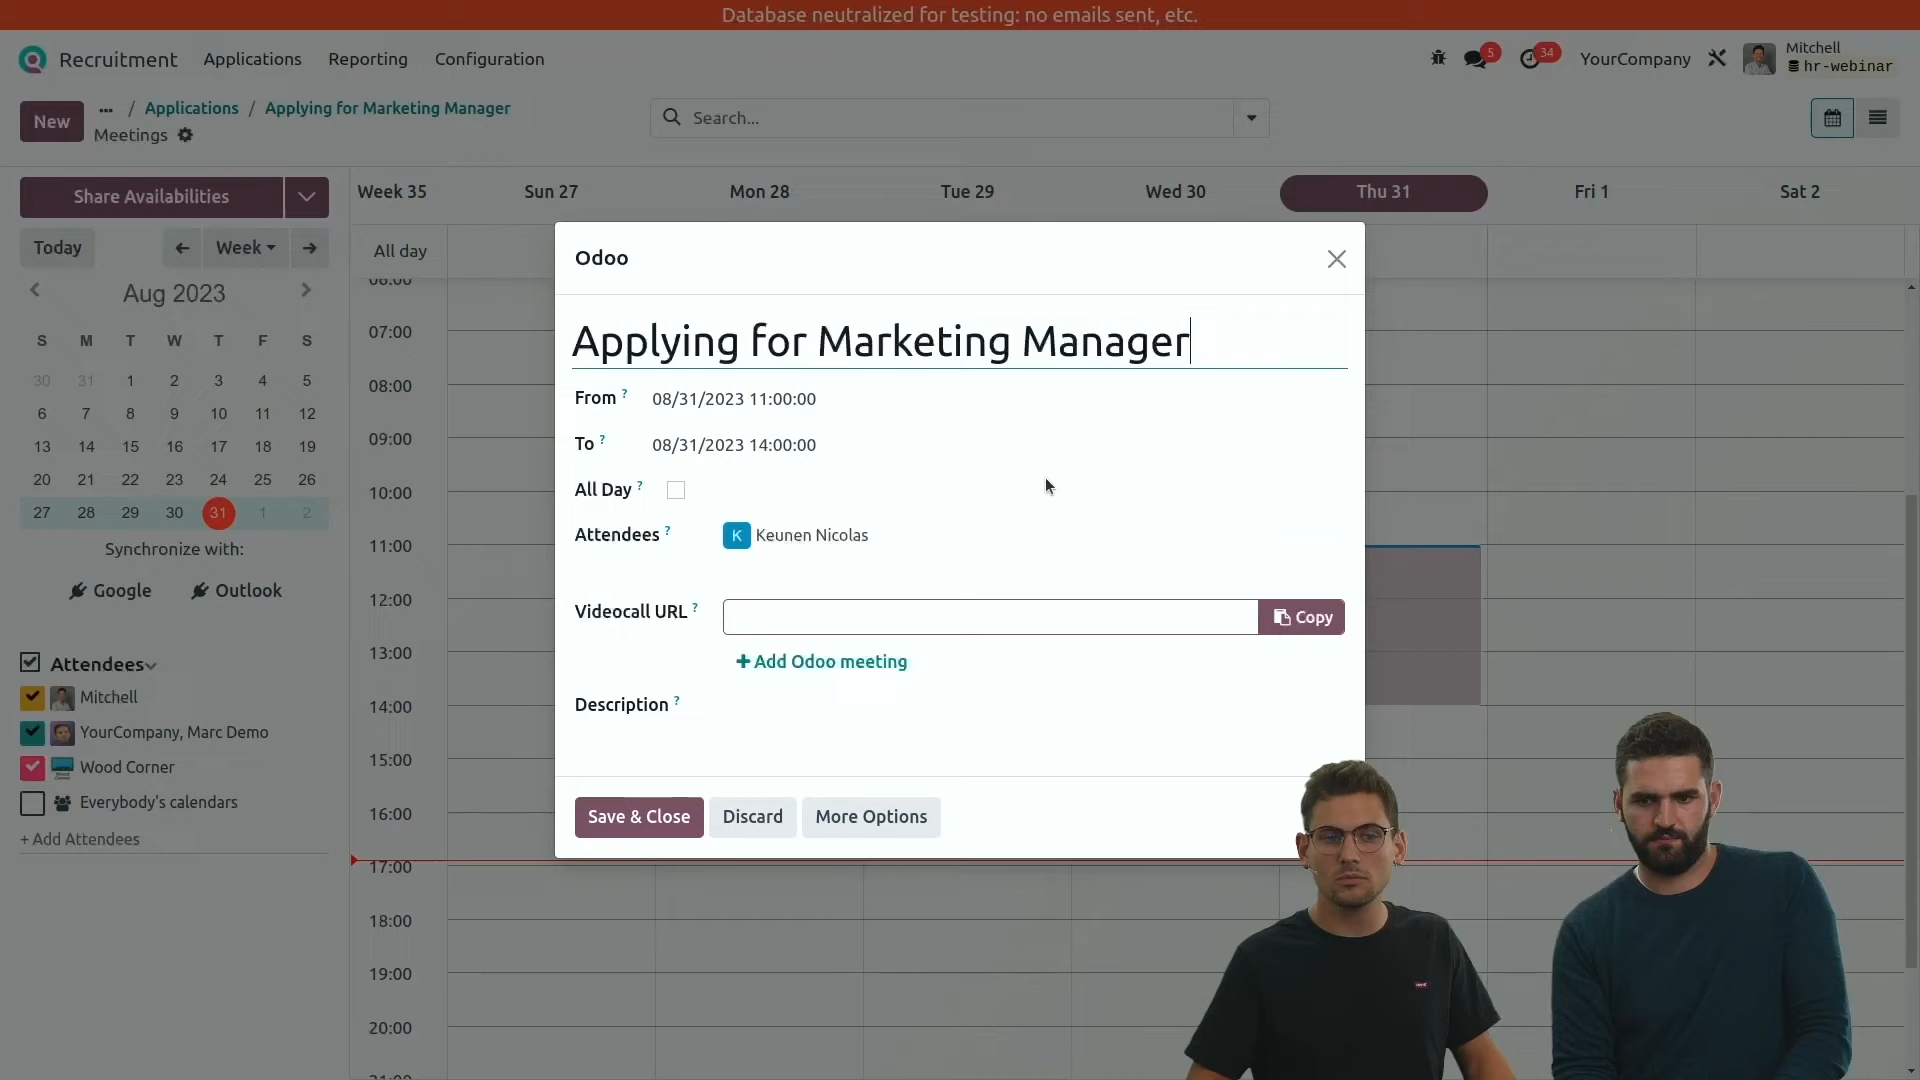 Database neutralized for testing: no emails sent, etc.
Recruitment Applications Reporting Configuration
5 34 YourCompany Mitchell
hr-webinar
New ... / Applications / Applying for Marketing Manager
Meetings
Search...
Share Availabilities
Week 35 Sun 27 Mon 28 Tue 29 Wed 30 Thu 31 Fri 1 Sat 2
Today Week
All day
Aug 2023
S M T W T F S
30 31 1 2 3 4 5
6 7 8 9 10 11 12
13 14 15 16 17 18 19
20 21 22 23 24 25 26
27 28 29 30 31 1 2
Synchronize with:
Google Outlook
Attendees
Mitchell
YourCompany, Marc Demo
Wood Corner
Everybody's calendars
+ Add Attendees
06:00
07:00
08:00
09:00
10:00
11:00
12:00
13:00
14:00
15:00
16:00
17:00
18:00
19:00
20:00
21:00
Odoo
Applying for Marketing Manager
From ? 08/31/2023 11:00:00
To ? 08/31/2023 14:00:00
All Day ?
Attendees ? K Keunen Nicolas
Videocall URL ? Copy
+ Add Odoo meeting
Description ?
Save & Close Discard More Options